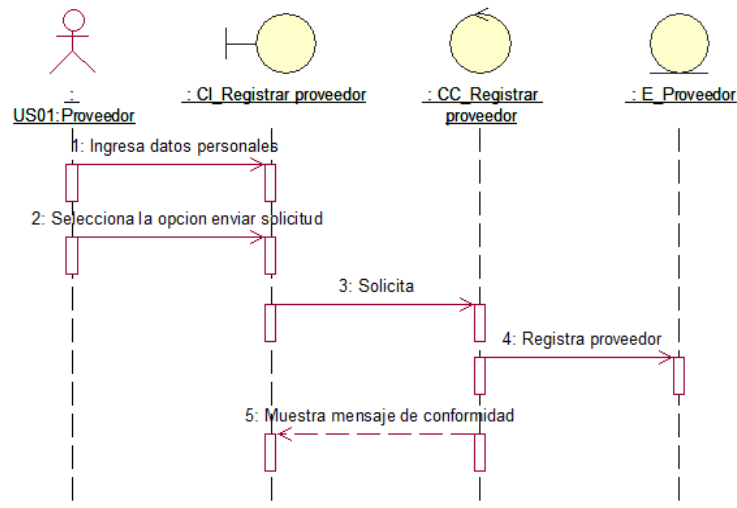 :
US01:Proveedor
: CI_Registrar proveedor
: CC_Registrar
proveedor
: E_Proveedor
1: Ingresa datos personales
2: Selecciona la opcion enviar solicitud
3: Solicita
4: Registra proveedor
5: Muestra mensaje de conformidad